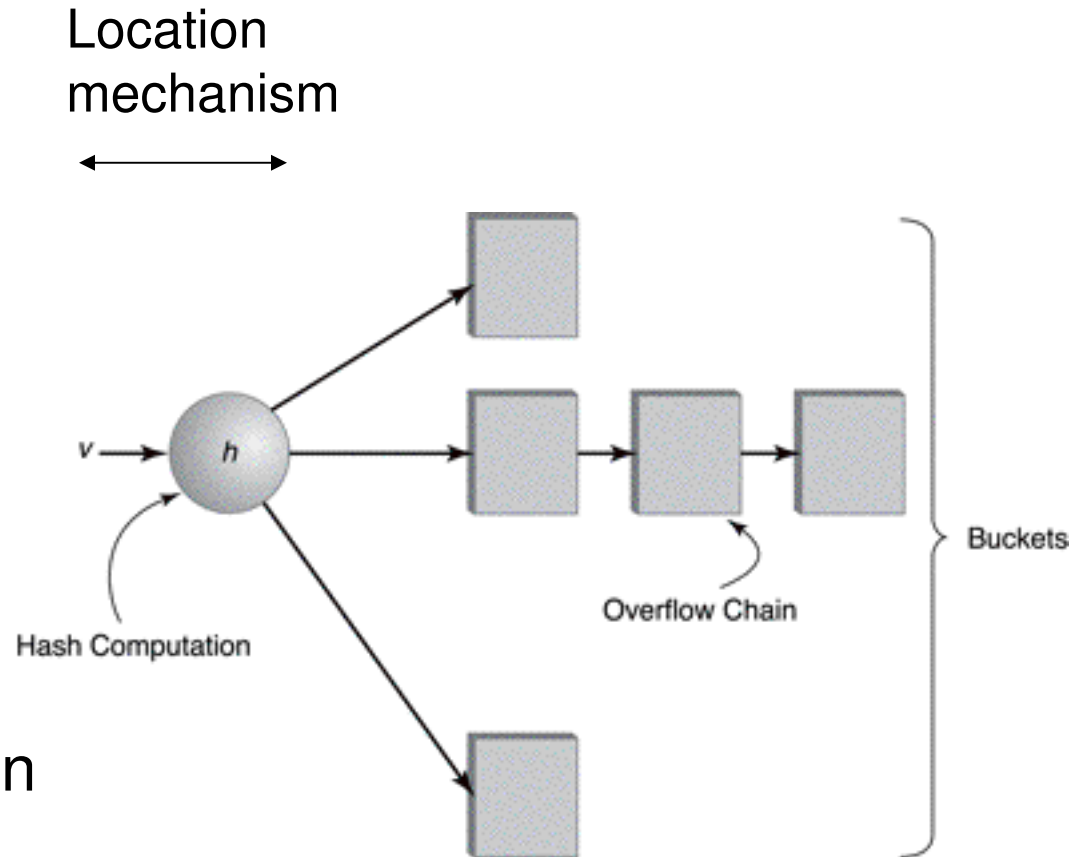 Location
mechanism
v
h
Buckets
Overflow Chain
Hash Computation
n